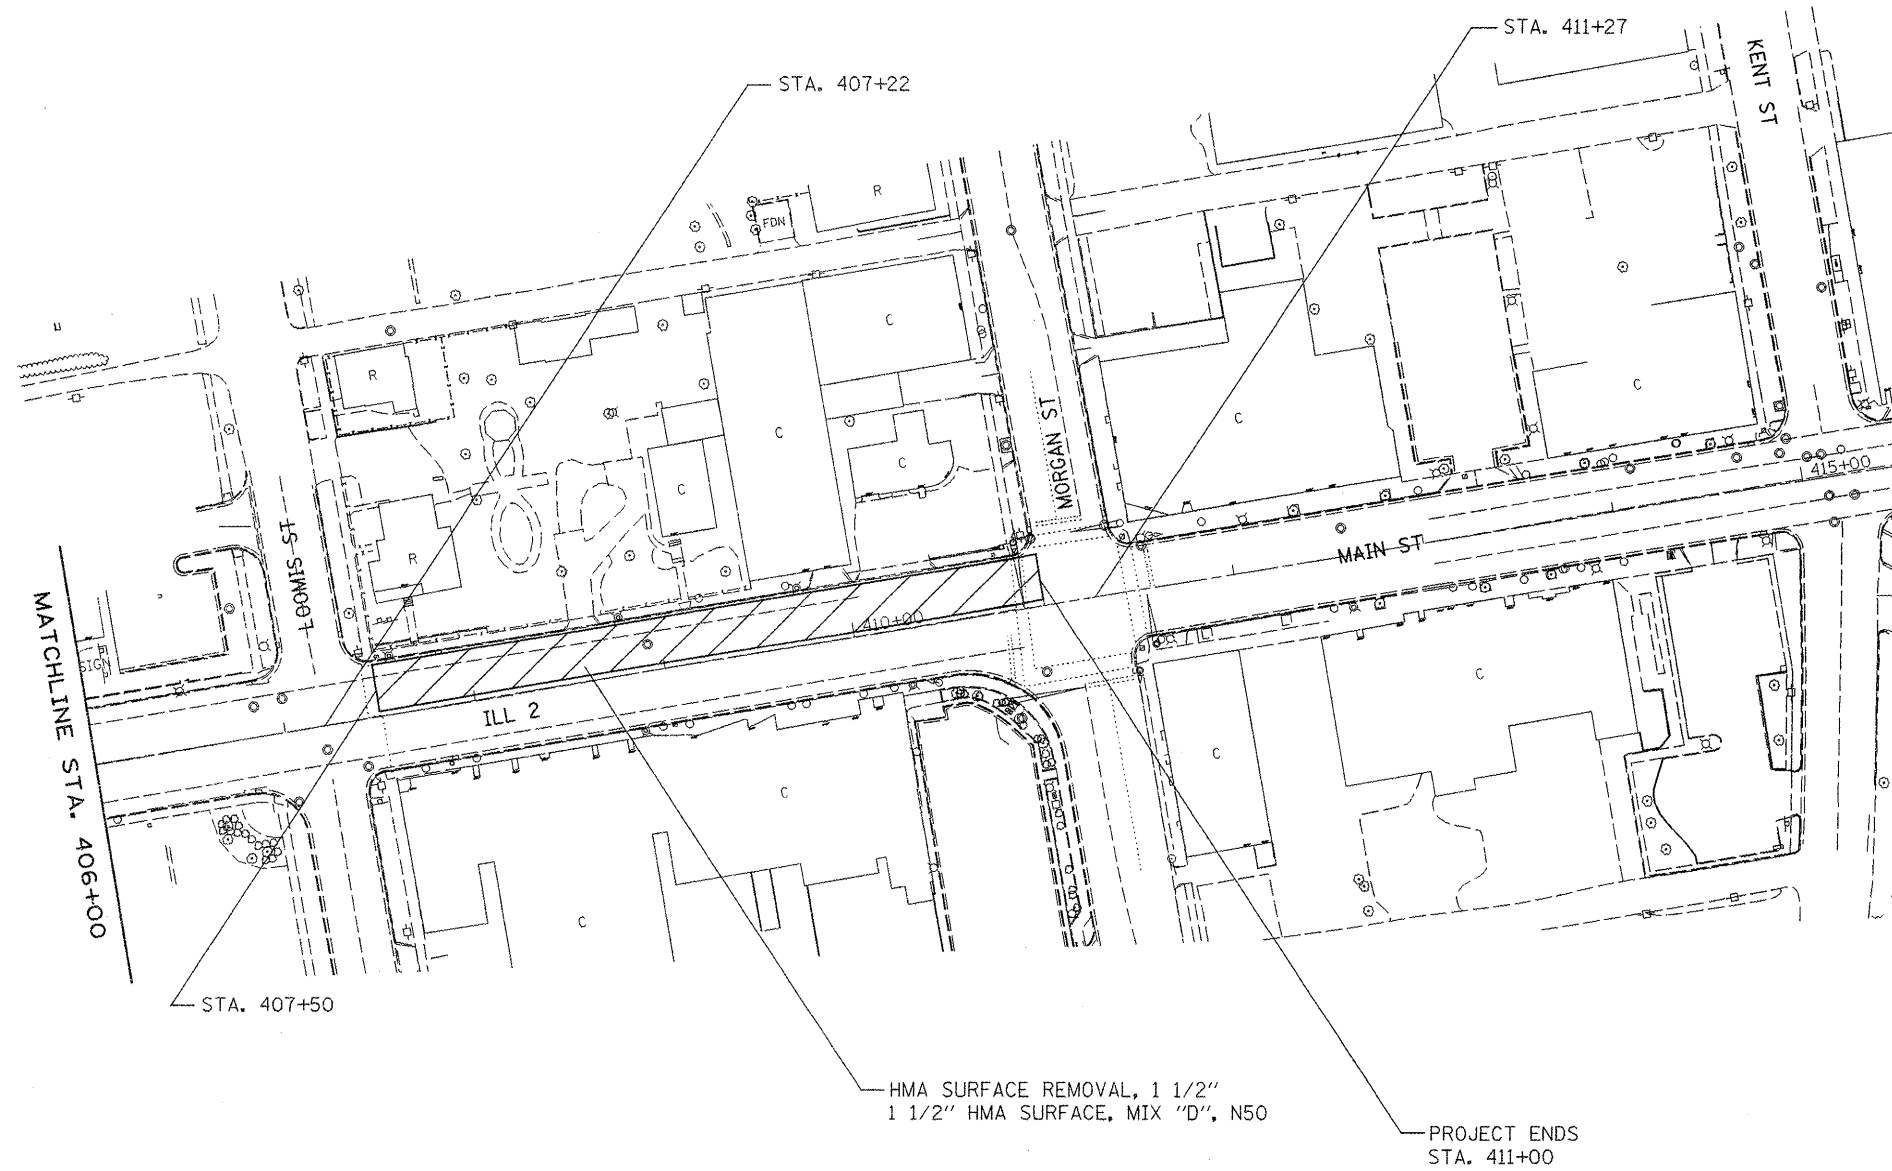 STA. 411+27
STA. 407+22
KENT ST
R
FDN
C
R
C
C
C
C
MORGAN ST
415+00
C
LOOMIS ST
R
MAIN ST
410+00
SIGN
MATCHLINE STA. 406+00
ILL 2
C
C
C
C
STA. 407+50
HMA SURFACE REMOVAL, 1 1/2"
1 1/2" HMA SURFACE, MIX "D", N50
PROJECT ENDS
STA. 411+00